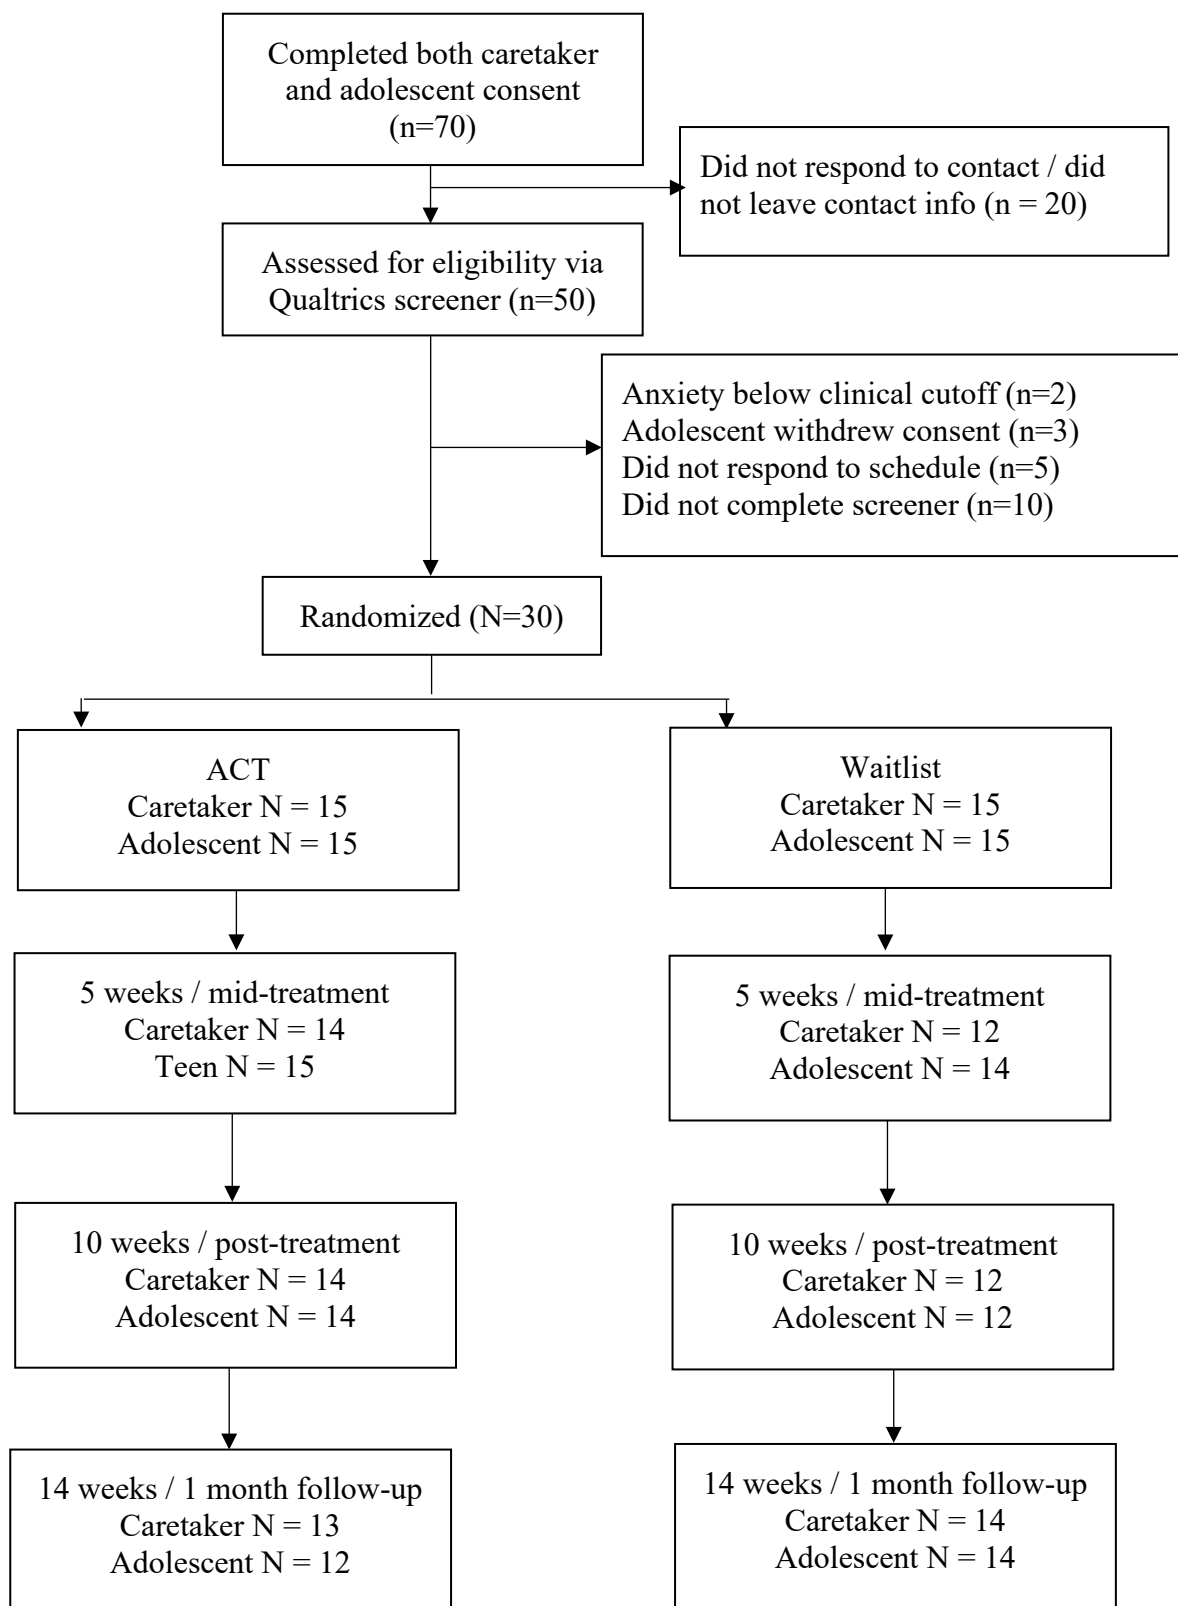 Completed both caretaker
and adolescent consent
(n=70)
Did not respond to contact / did
not leave contact info (n = 20)
Assessed for eligibility via
Qualtrics screener (n=50)
Anxiety below clinical cutoff (n=2)
Adolescent withdrew consent (n=3)
Did not respond to schedule (n=5)
Did not complete screener (n=10)
Randomized (N=30)
ACT
Caretaker N = 15
Adolescent N = 15
Waitlist
Caretaker N = 15
Adolescent N = 15
5 weeks / mid-treatment
Caretaker N = 14
Teen N = 15
5 weeks / mid-treatment
Caretaker N = 12
Adolescent N = 14
10 weeks / post-treatment
Caretaker N = 14
Adolescent N = 14
10 weeks / post-treatment
Caretaker N = 12
Adolescent N = 12
14 weeks / 1 month follow-up
Caretaker N = 13
Adolescent N = 12
14 weeks / 1 month follow-up
Caretaker N = 14
Adolescent N = 14